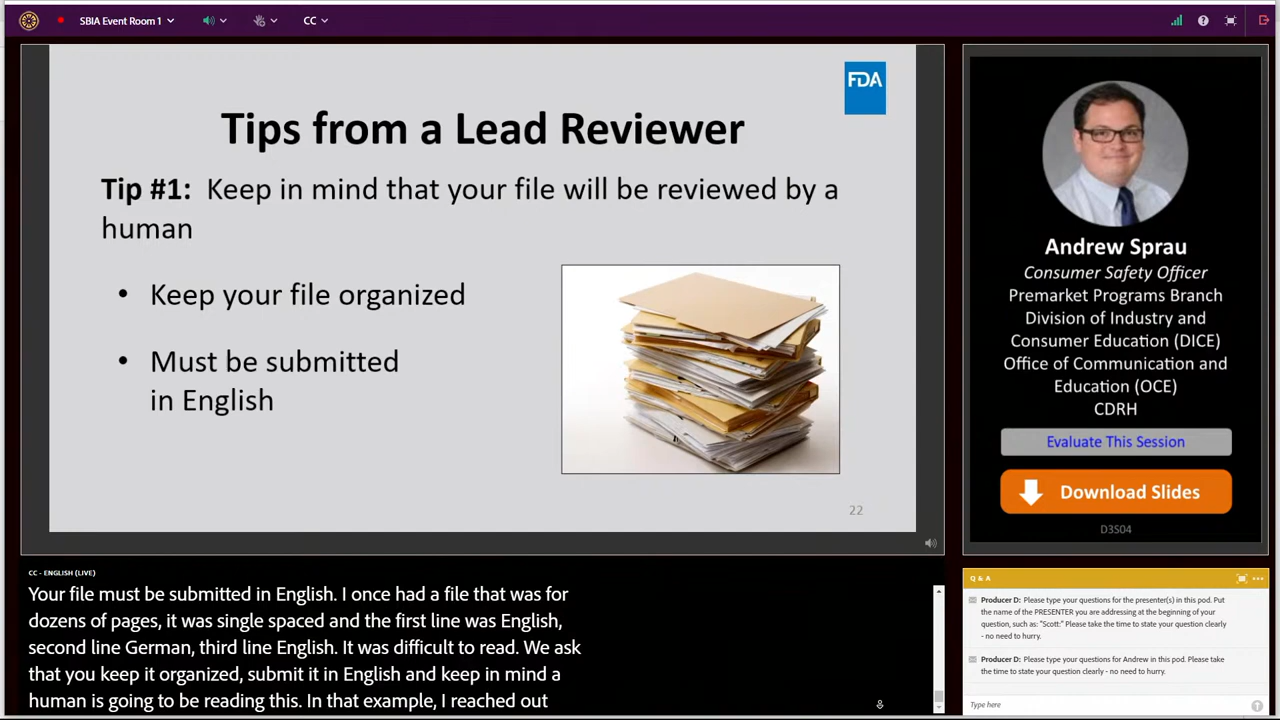 SBIA Event Room 1
CC
FDA
Tips from a Lead Reviewer
Tip #1: Keep in mind that your file will be reviewed by a
human
• Keep your file organized
• Must be submitted
in English
22
Andrew Sprau
Consumer Safety Officer
Premarket Programs Branch
Division of Industry and
Consumer Education (DICE)
Office of Communication and
Education (OCE)
CDRH
Evaluate This Session
Download Slides
D3S04
CC - ENGLISH (LIVE)
Your file must be submitted in English. I once had a file that was for
dozens of pages, it was single spaced and the first line was English,
second line German, third line English. It was difficult to read. We ask
that you keep it organized, submit it in English and keep in mind a
human is going to be reading this. In that example, I reached out
Q & A
Producer D: Please type your questions for the presenter(s) in this pod. Put
the name of the PRESENTER you are addressing at the beginning of your
question, such as: "Scott:" Please take the time to state your question clearly
- no need to hurry.
Producer D: Please type your questions for Andrew in this pod. Please take
the time to state your question clearly - no need to hurry.
Type here